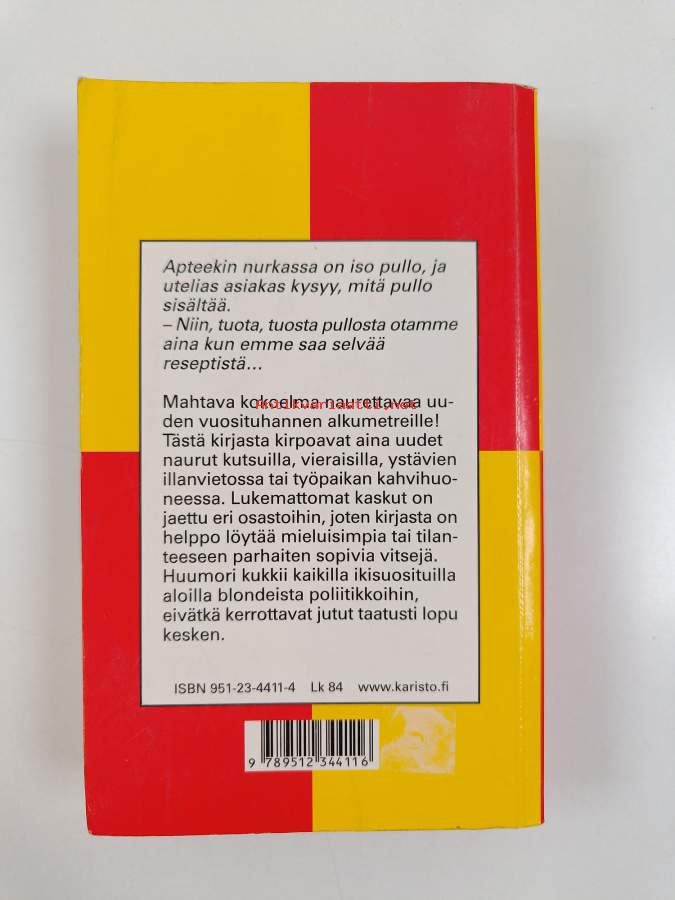 Apteekin nurkassa on iso pullo, ja
utelias asiakas kysyy, mitä pullo
sisältää.
– Niin, tuota, tuosta pullosta otamme
aina kun emme saa selvää
reseptistä...
Mahtava kokoelma naurettavaa uu-
den vuosituhannen alkumetreille!
Tästä kirjasta kirpoavat aina uudet
naurut kutsuilla, vieraisilla, ystävien
illanvietossa tai työpaikan kahvihuo-
neessa. Lukemattomat kaskut on
jaettu eri osastoihin, joten kirjasta on
helppo löytää mieluisimpia tai tilan-
teeseen parhaiten sopivia vitsejä.
Huumori kukkii kaikilla ikisuosituilla
aloilla blondeista poliitikkoihin,
eivätkä kerrottavat jutut taatusti lopu
kesken.
Antikvariaatti.net
ISBN 951-23-4411-4 Lk 84 www.karisto.fi
9 789512 344116